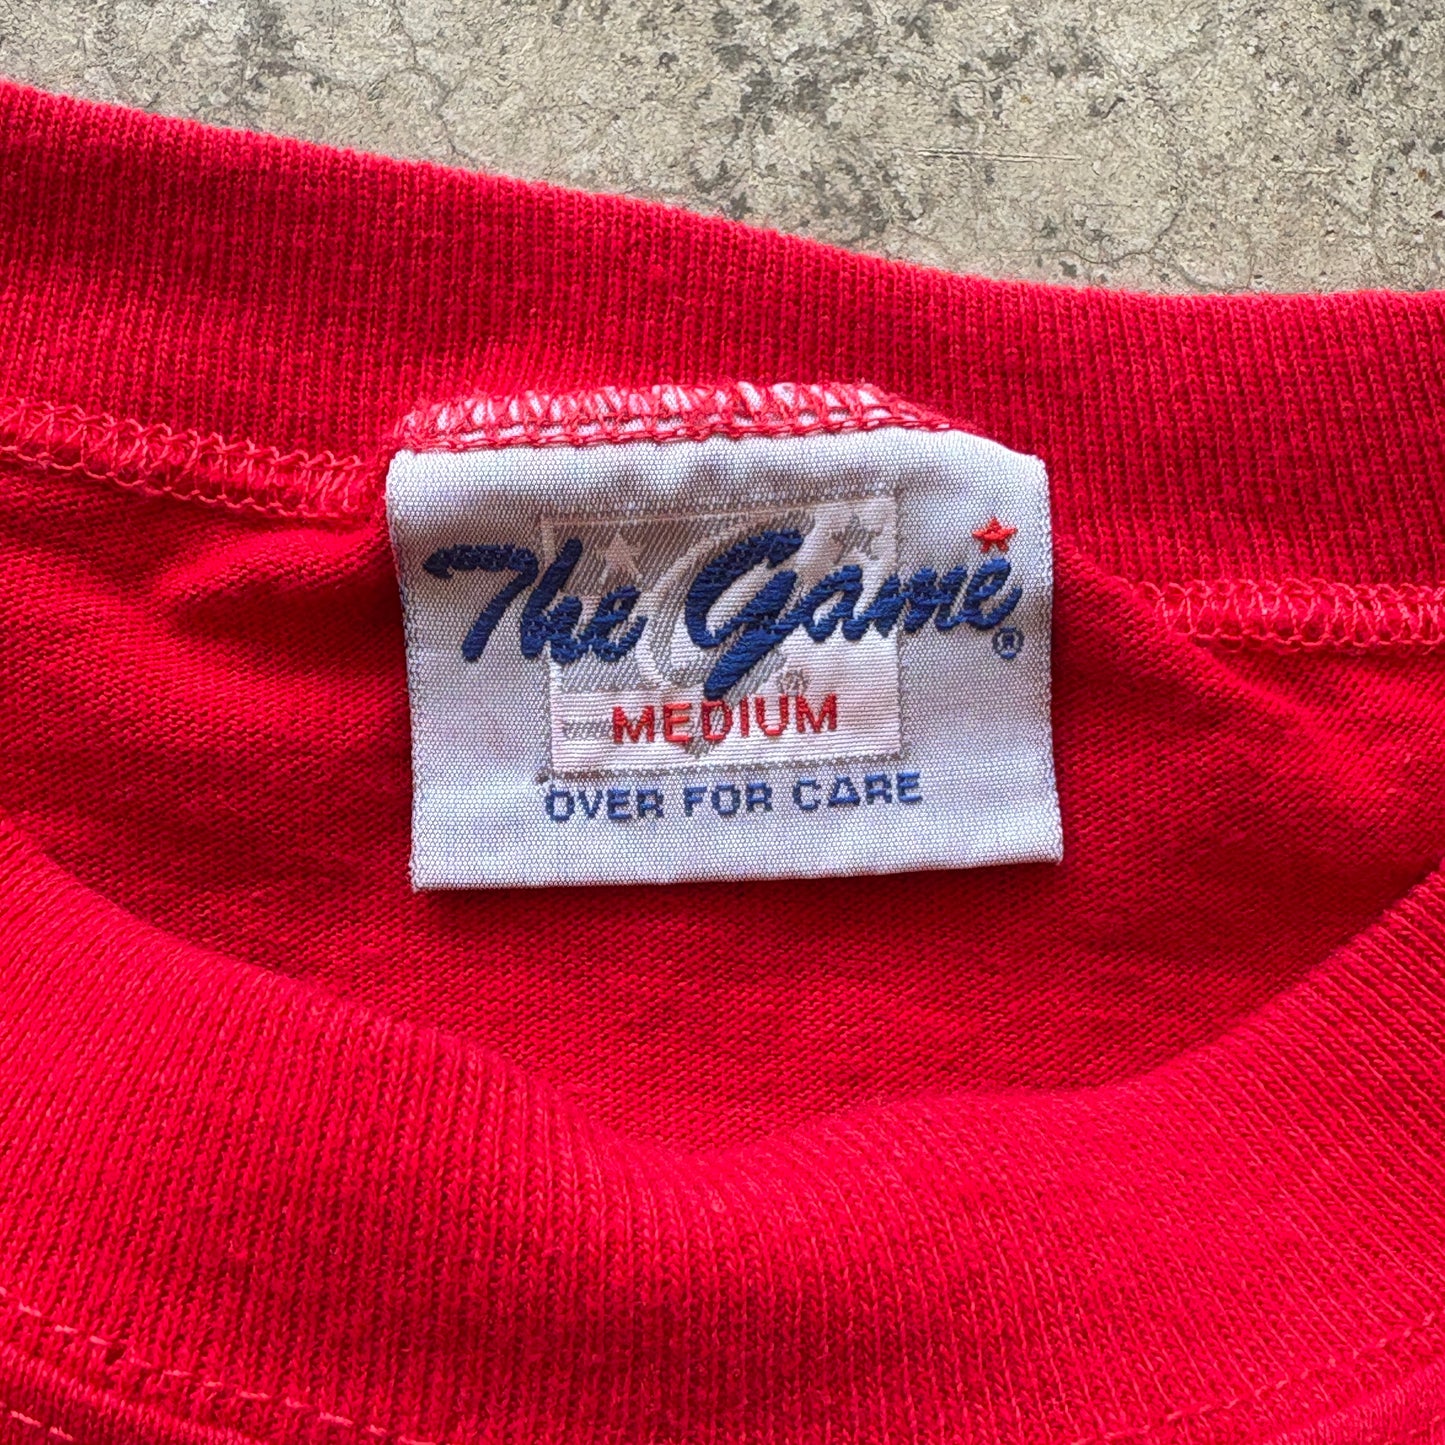 The Game ®
MEDIUM
OVER FOR CARE